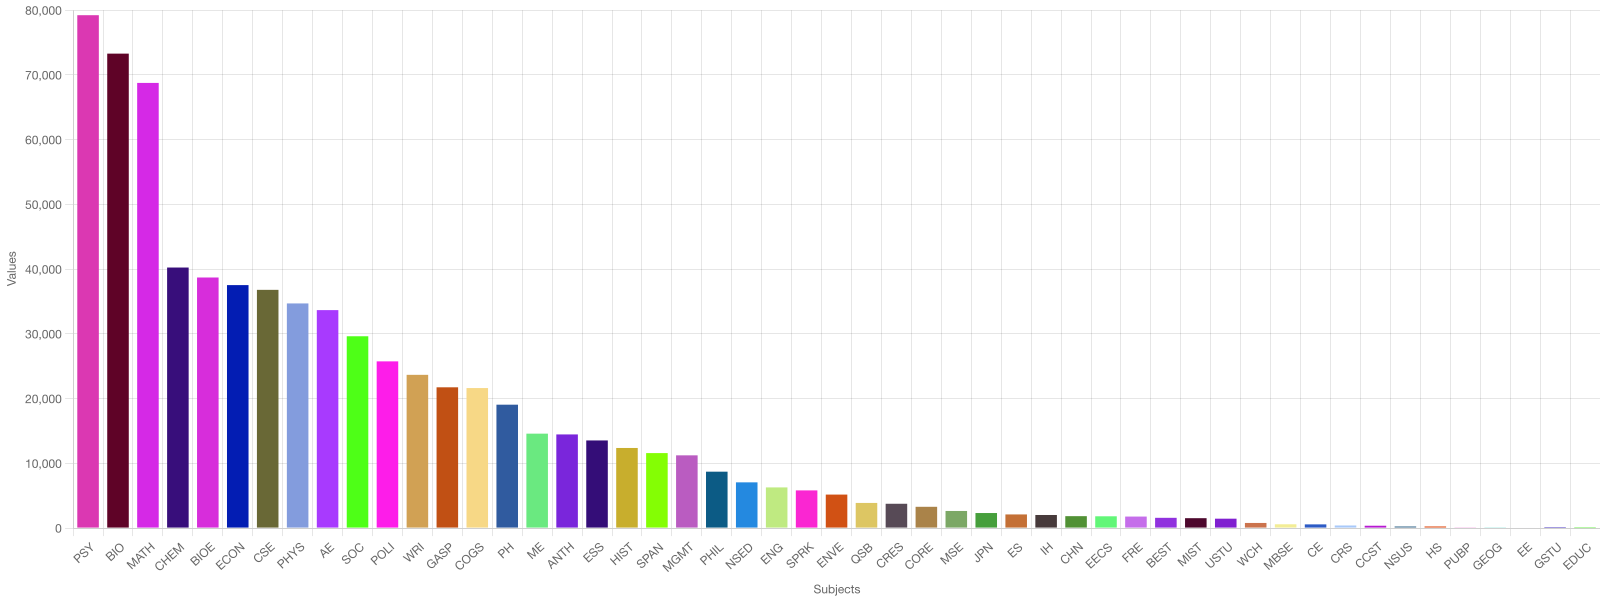 80,000
70,000
60,000
50,000
40,000
30,000
20,000
10,000
0
Values
PSY
BIO
MATH
CHEM
BIOE
ECON
CSE
PHYS
AE
SOC
POLI
WRI
GASP
COGS
PH
ME
ANTH
ESS
HIST
SPAN
MGMT
PHIL
NSED
ENG
SPRK
ENVE
QSB
CRES
CORE
MSE
JPN
ES
IH
CHN
EECS
FRE
BEST
MIST
USTU
WCH
MBSE
CE
CRS
CCST
NSUS
HS
PUBP
GEOG
EE
GSTU
EDUC
Subjects